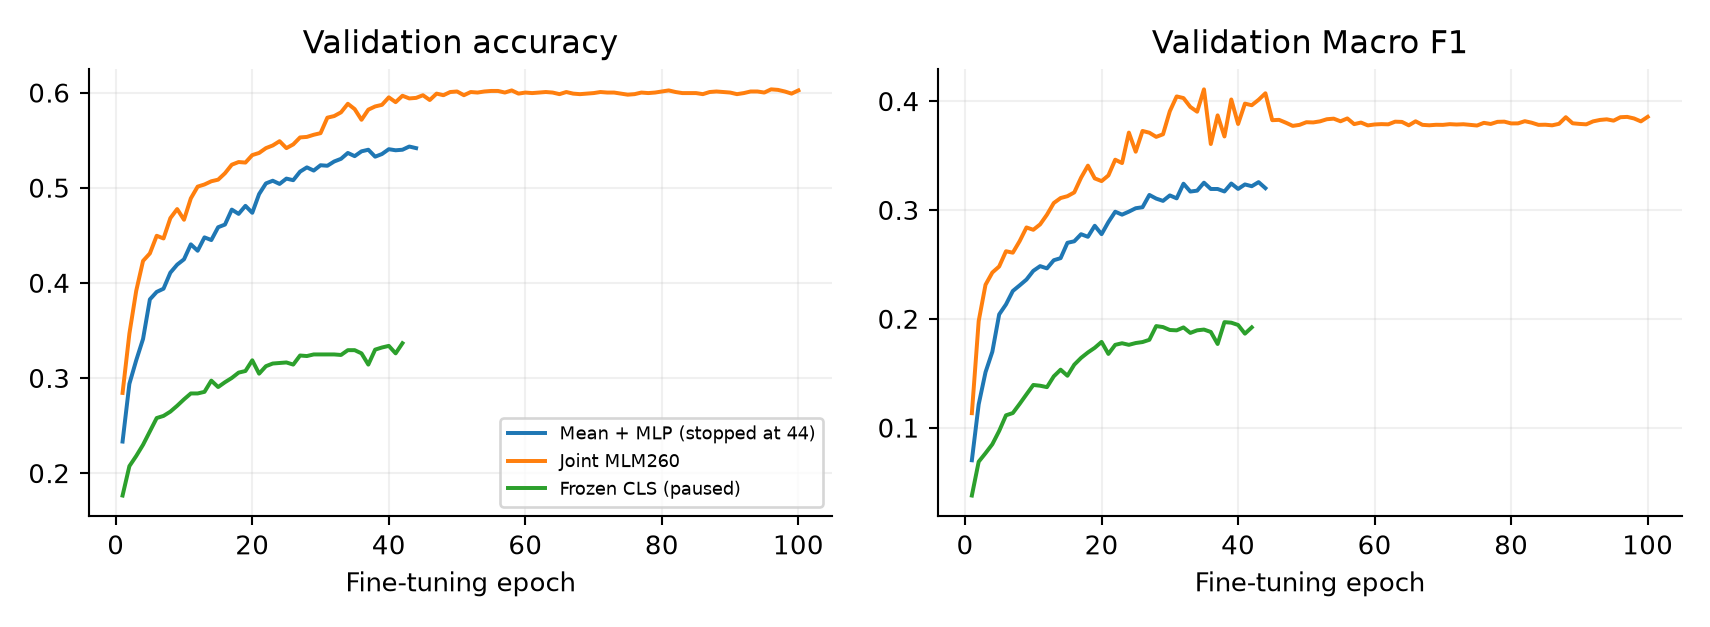 Validation accuracy
0.6
0.5
0.4
0.3
0.2
Mean + MLP (stopped at 44)
Joint MLM260
Frozen CLS (paused)
0 20 40 60 80 100
Fine-tuning epoch
Validation Macro F1
0.4
0.3
0.2
0.1
0 20 40 60 80 100
Fine-tuning epoch